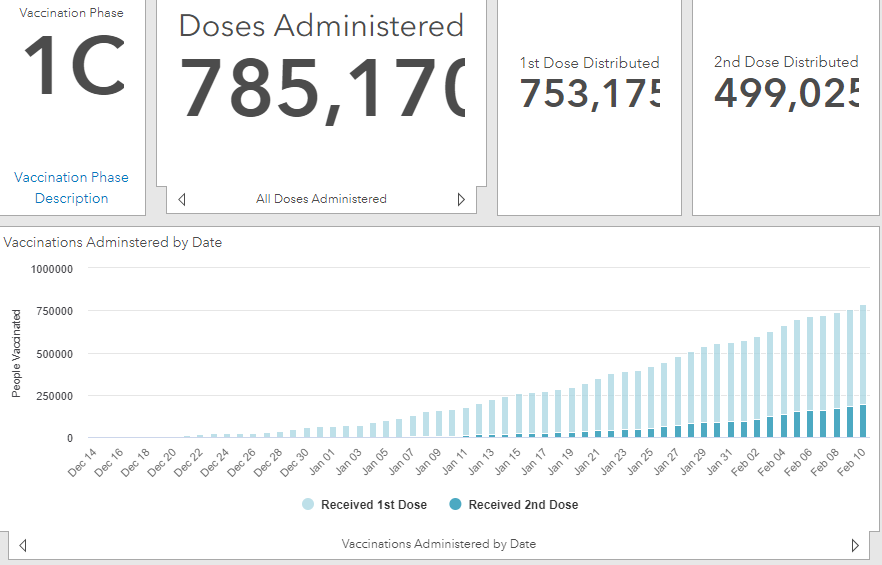 Vaccination Phase
1C
Vaccination Phase
Description
Doses Administered
785,170
All Doses Administered
1st Dose Distributed
753,175
2nd Dose Distributed
499,025
Vaccinations Adminstered by Date
People Vaccinated
1000000
750000
500000
250000
0
Dec 14 Dec 16 Dec 18 Dec 20 Dec 22 Dec 24 Dec 26 Dec 28 Dec 30 Jan 01 Jan 03 Jan 05 Jan 07 Jan 09 Jan 11 Jan 13 Jan 15 Jan 17 Jan 19 Jan 21 Jan 23 Jan 25 Jan 27 Jan 29 Jan 31 Feb 02 Feb 04 Feb 06 Feb 08 Feb 10
Received 1st Dose Received 2nd Dose
Vaccinations Administered by Date